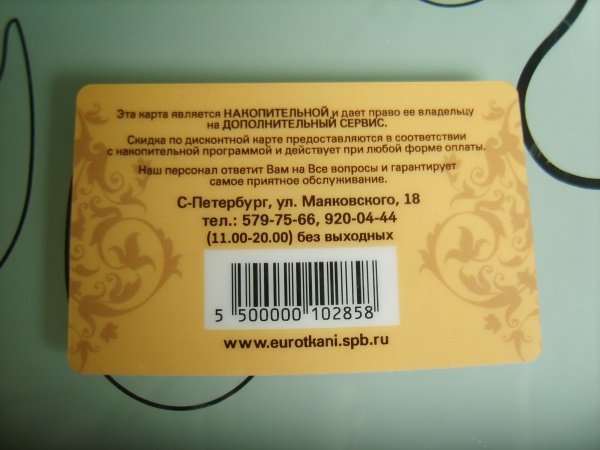 Эта карта является НАКОПИТЕЛЬНОЙ и дает право ее владельцу
на ДОПОЛНИТЕЛЬНЫЙ СЕРВИС.
Скидка по дисконтной карте предоставляются в соответствии
с накопительной программой и действует при любой форме оплаты.
Наш персонал ответит Вам на Все вопросы и гарантирует
самое приятное обслуживание.
С-Петербург, ул. Маяковского, 18
тел.: 579-75-66, 920-04-44
(11.00-20.00) без выходных
5 500000 102858
www.eurotkani.spb.ru